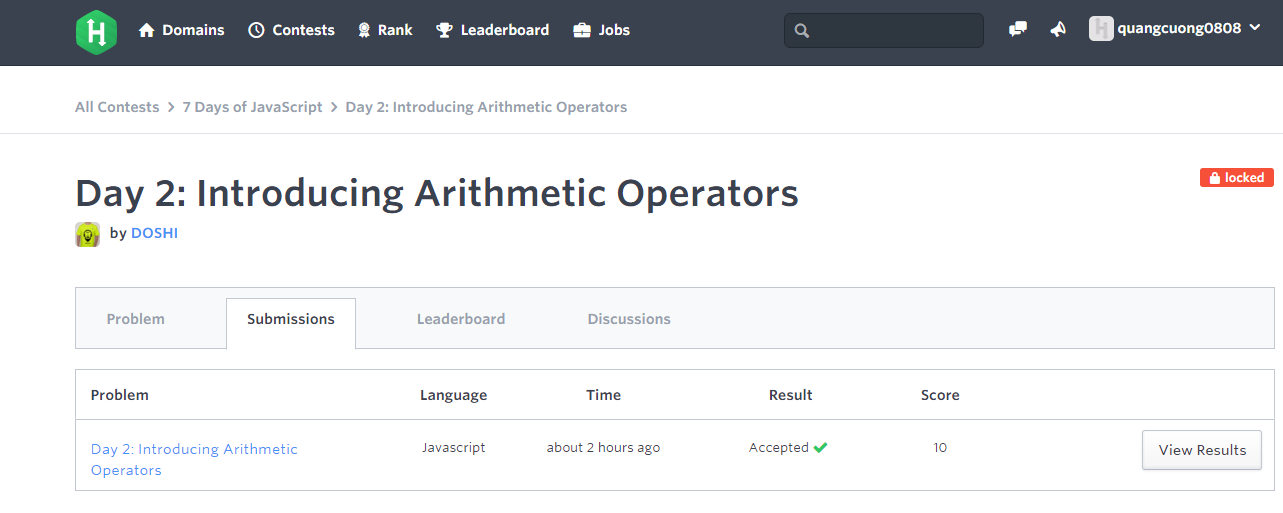 Domains Contests Rank Leaderboard Jobs quangcuong0808
All Contests > 7 Days of JavaScript > Day 2: Introducing Arithmetic Operators
Day 2: Introducing Arithmetic Operators
locked
by DOSHI
Problem Submissions Leaderboard Discussions
Problem Language Time Result Score
Day 2: Introducing Arithmetic Javascript about 2 hours ago Accepted 10 View Results
Operators